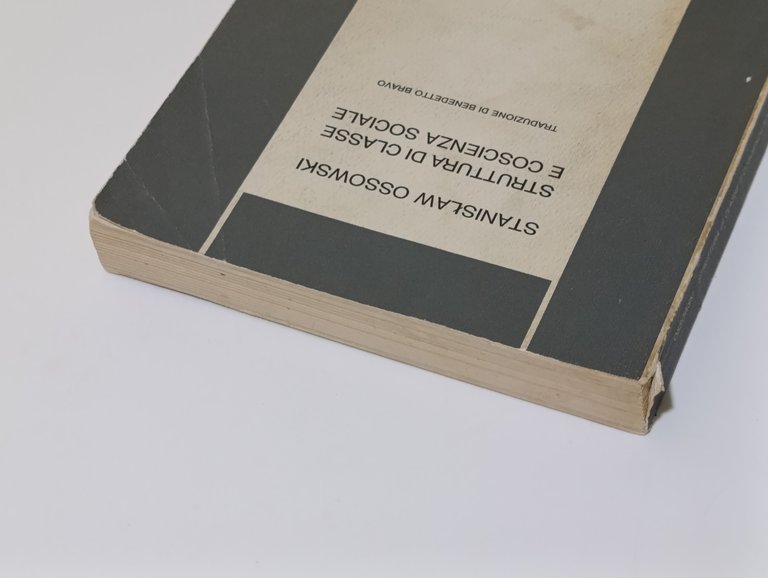 STANISŁAW OSSOWSKI
STRUTTURA DI CLASSE
E COSCIENZA SOCIALE
TRADUZIONE DI BENEDETTO BRAVO